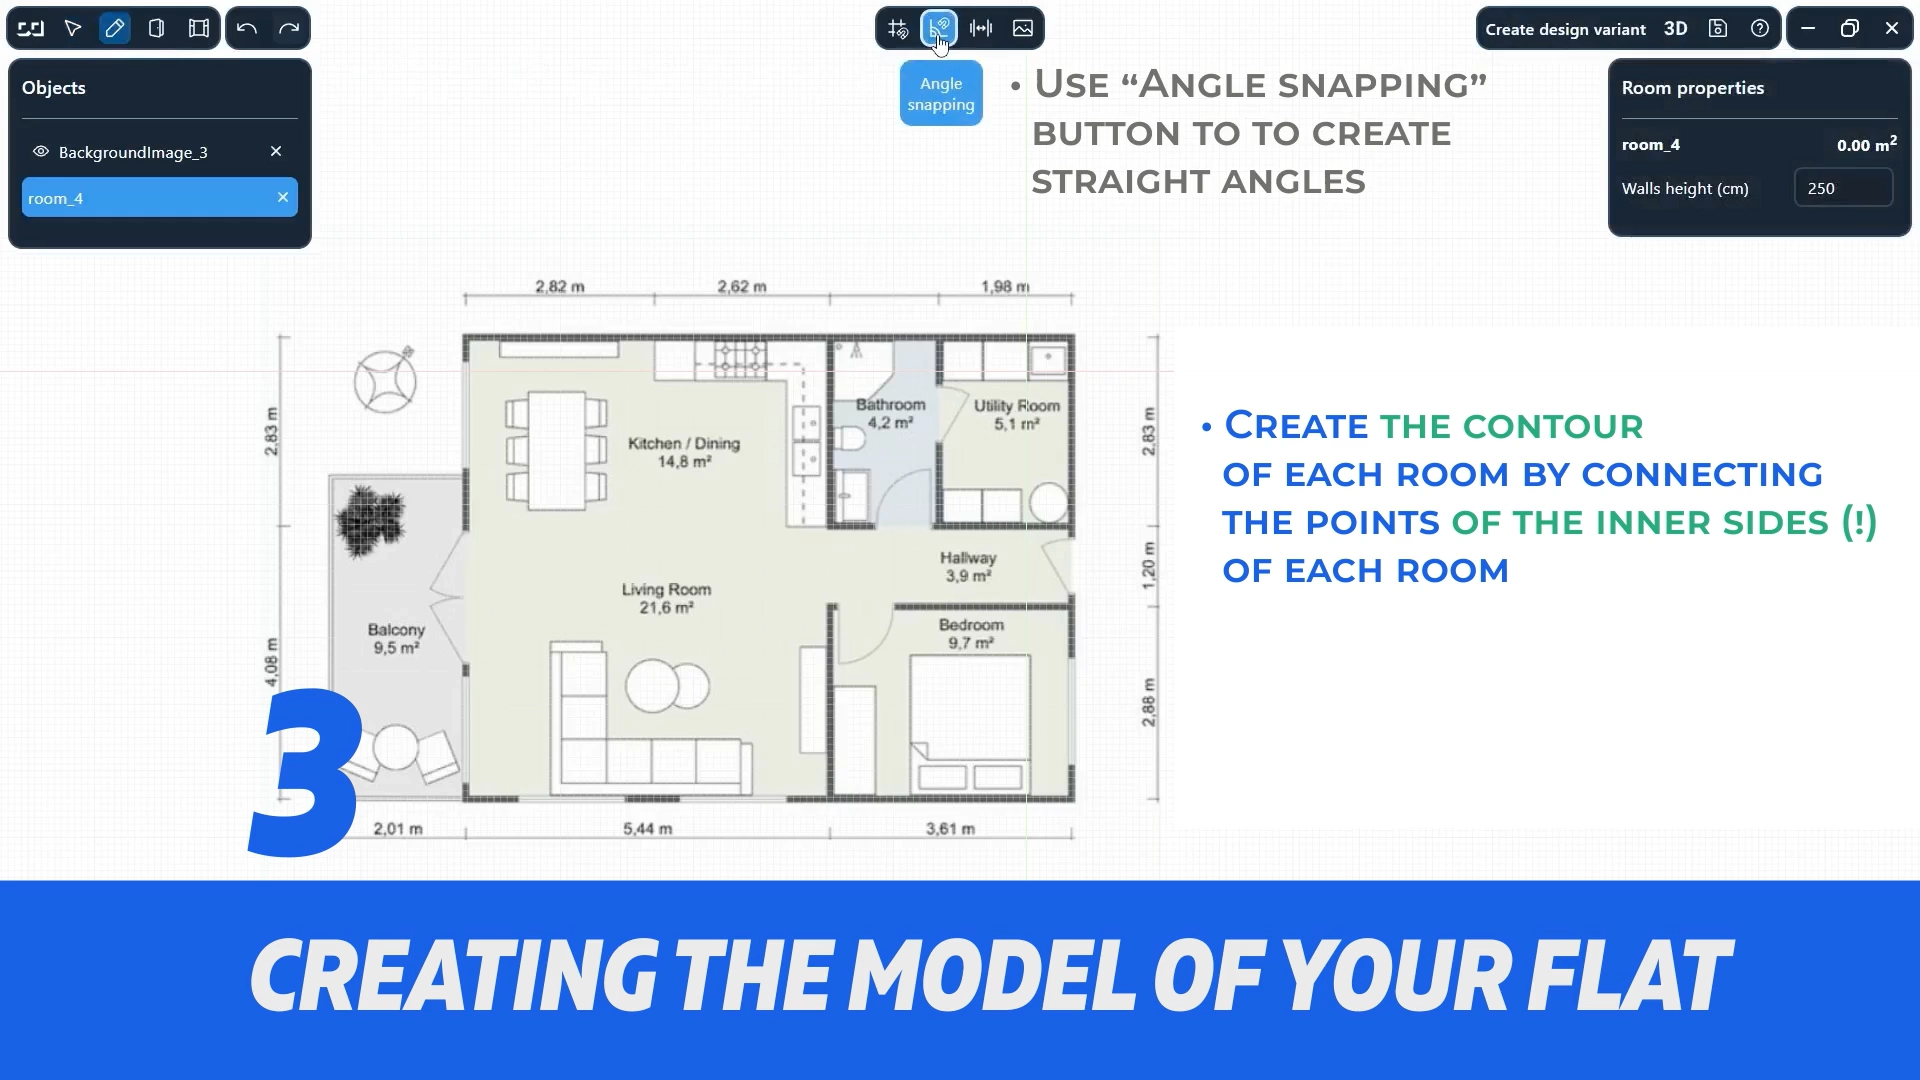 Create design variant
3D
Objects
BackgroundImage_3
room_4
Angle
snapping
• Use “Angle snapping”
button to to create
straight angles
Room properties
room_4 0.00 m²
Walls height (cm) 250
2,82 m 2,62 m 1,98 m
2,83 m
4,08 m
Kitchen / Dining
14,8 m²
Bathroom
4,2 m²
Utility Room
5,1 m²
Hallway
3,9 m²
Living Room
21,6 m²
Balcony
9,5 m²
Bedroom
9,7 m²
2,83 m
1,20 m
2,88 m
2,01 m 5,44 m 3,61 m
• Create the contour
of each room by connecting
the points of the inner sides (!)
of each room
3
CREATING THE MODEL OF YOUR FLAT